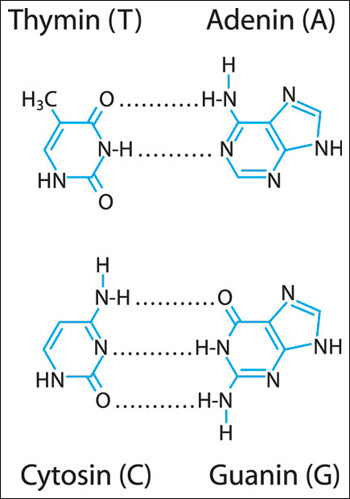 Thymin (T) Adenin (A)
H
H₃C O H-N N
N-H N NH
HN N
O
H
N-H O N
N H-N NH
HN N
O H-N
H
Cytosin (C) Guanin (G)